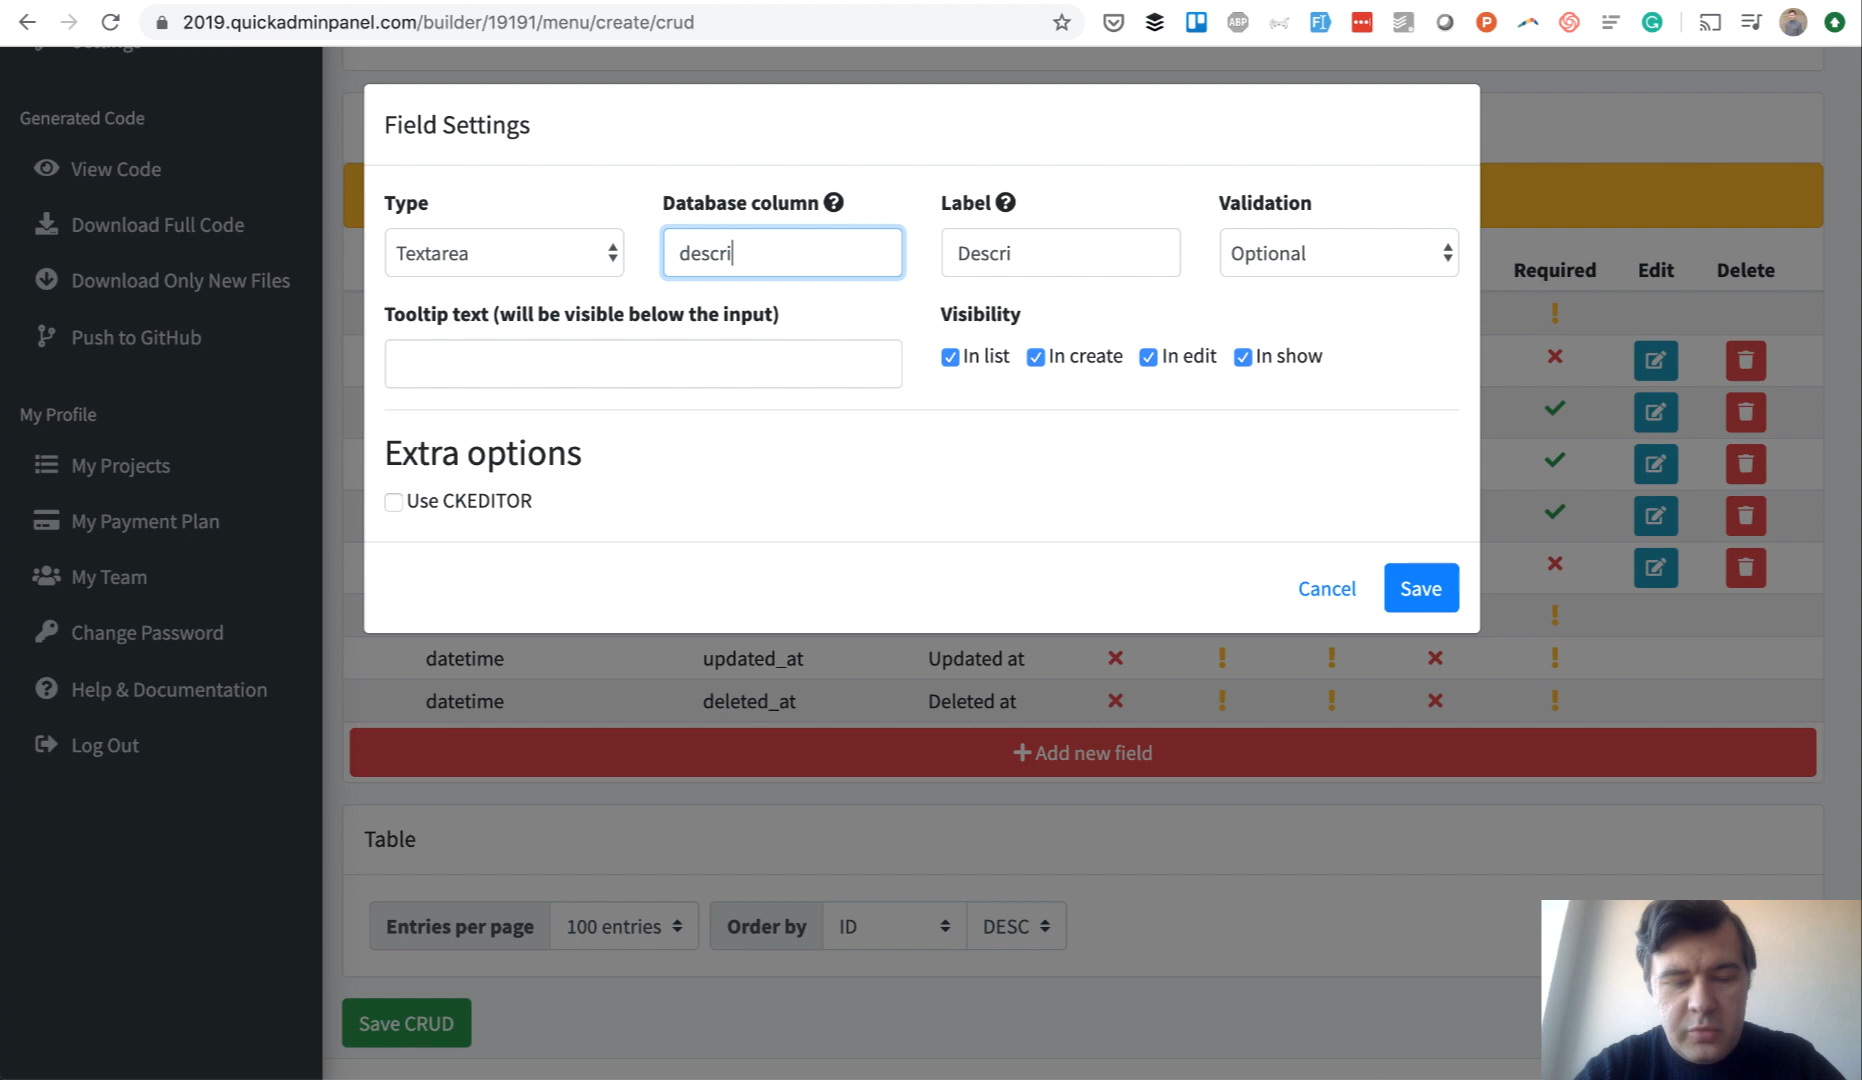 2019.quickadminpanel.com/builder/19191/menu/create/crud
Generated Code
View Code
Download Full Code
Download Only New Files
Push to GitHub
My Profile
My Projects
My Payment Plan
My Team
Change Password
Help & Documentation
Log Out
Field Settings
Type
Database column
Label
Validation
Textarea
descri
Descri
Optional
Tooltip text (will be visible below the input)
Visibility
In list
In create
In edit
In show
Extra options
Use CKEDITOR
Cancel
Save
Required
Edit
Delete
datetime updated_at Updated at
datetime deleted_at Deleted at
Add new field
Table
Entries per page
100 entries
Order by
ID
DESC
Save CRUD